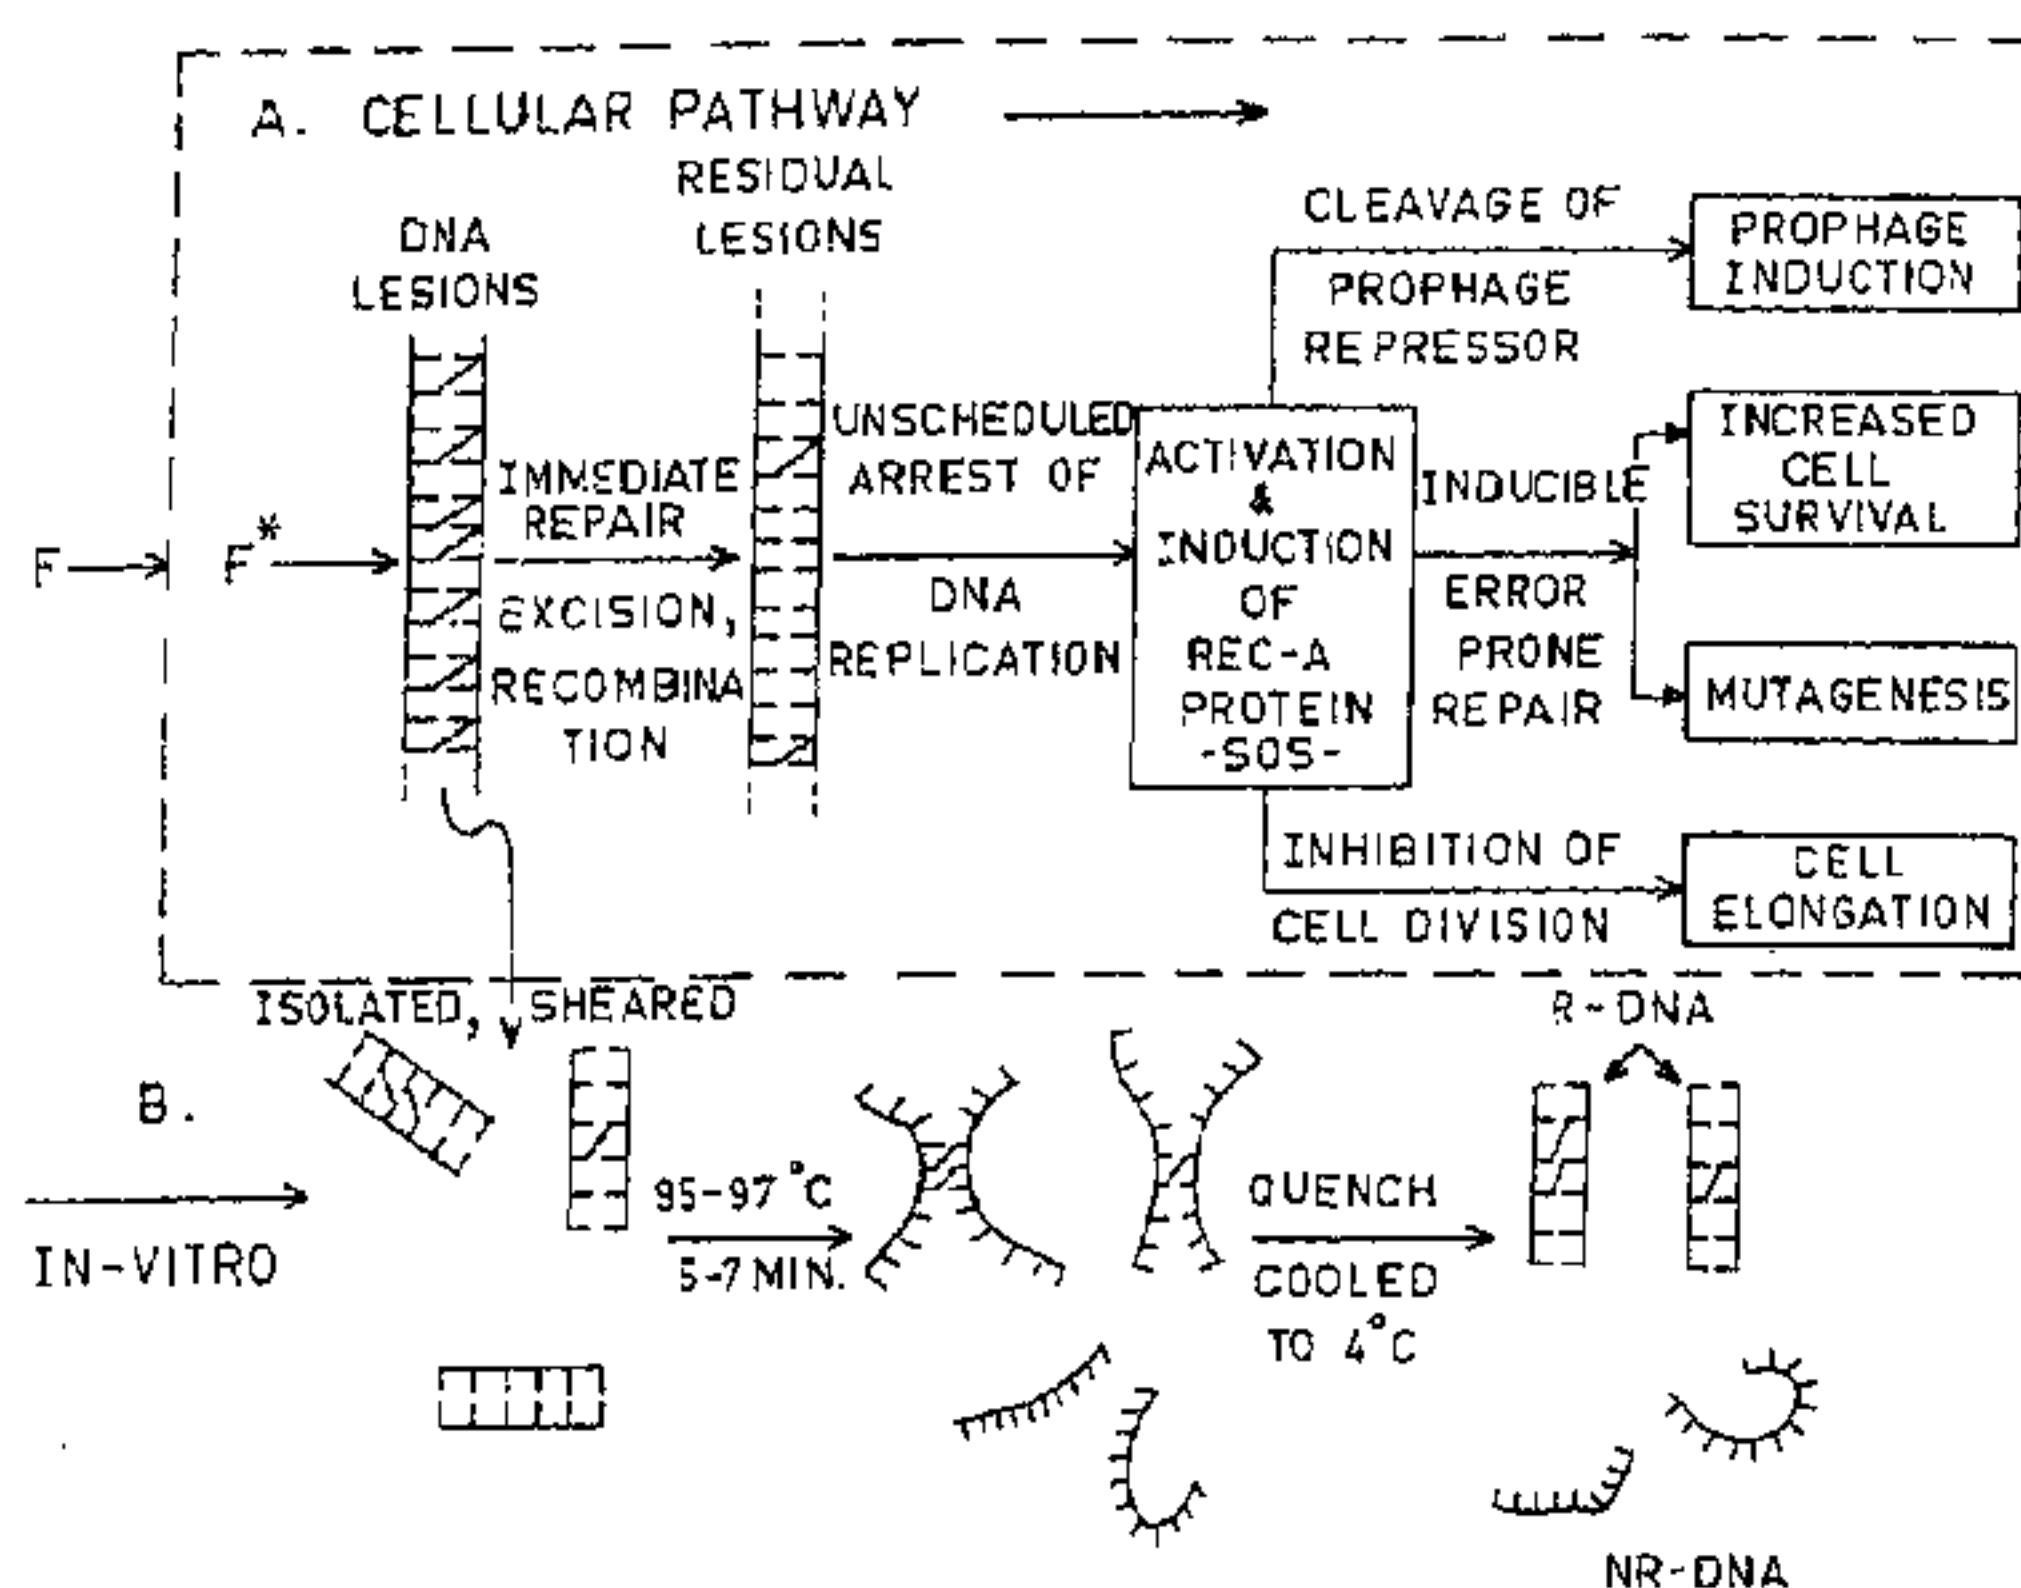 A. CELLULAR PATHWAY
RESIDUAL
LESIONS
DNA
LESIONS
F
F*
IMMEDIATE
REPAIR
EXCISION,
RECOMBINA
TION
UNSCHEDULED
ARREST OF
DNA
REPLICATION
ACTIVATION
&
INDUCTION
OF
REC-A
PROTEIN
-SOS-
CLEAVAGE OF
PROPHAGE
REPRESSOR
PROPHAGE
INDUCTION
INDUCIBLE
ERROR
PRONE
REPAIR
INCREASED
CELL
SURVIVAL
MUTAGENESIS
INHIBITION OF
CELL DIVISION
CELL
ELONGATION
ISOLATED, SHEARED
B.
IN-VITRO
95-97°C
5-7 MIN.
QUENCH
COOLED
TO 4°C
R-DNA
NR-DNA